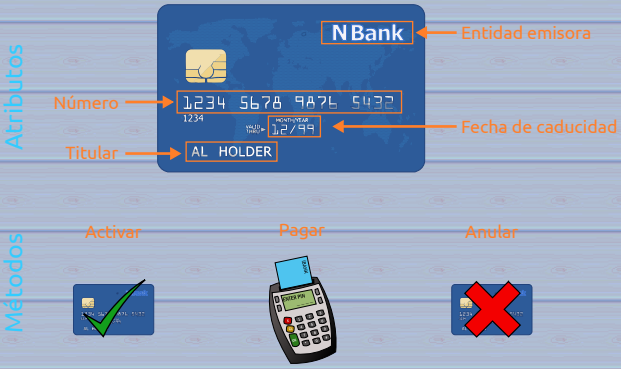 Atributos
NBank
Entidad emisora
Número
1234 5678 9876 5432
1234
MONTH/YEAR
VALID THRU
12/99
Fecha de caducidad
Titular
AL HOLDER
Métodos
Activar
Pagar
Anular
ENTER PIN